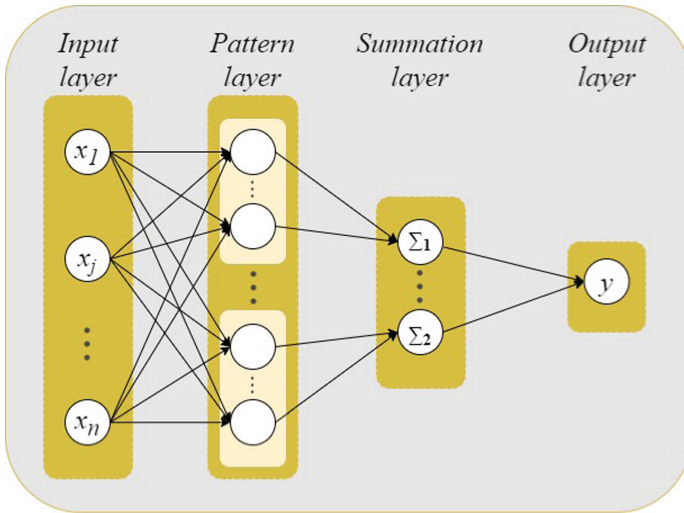 Input
layer
Pattern
layer
Summation
layer
Output
layer
x1
xj
xn
Σ1
Σ2
y